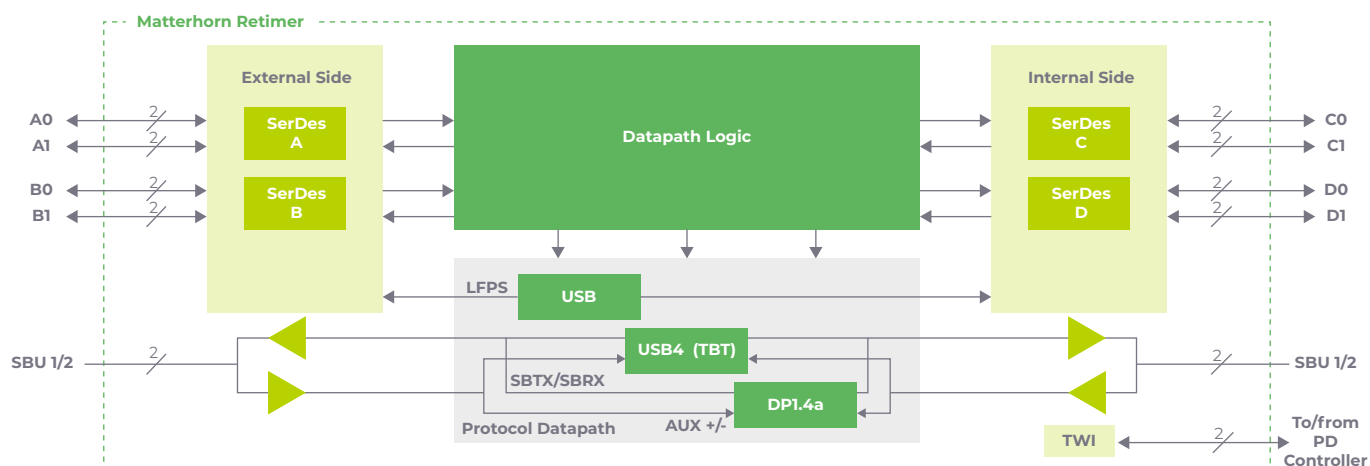 Matterhorn Retimer
External Side
Internal Side
A0
2
SerDes
A
Datapath Logic
SerDes
C
2
C0
A1
2
2
C1
B0
2
SerDes
B
SerDes
D
2
D0
B1
2
2
D1
LFPS
USB
SBU 1/2
2
USB4 (TBT)
2
SBU 1/2
SBTX/SBRX
DP1.4a
AUX +/-
Protocol Datapath
TWI
2
To/from
PD
Controller